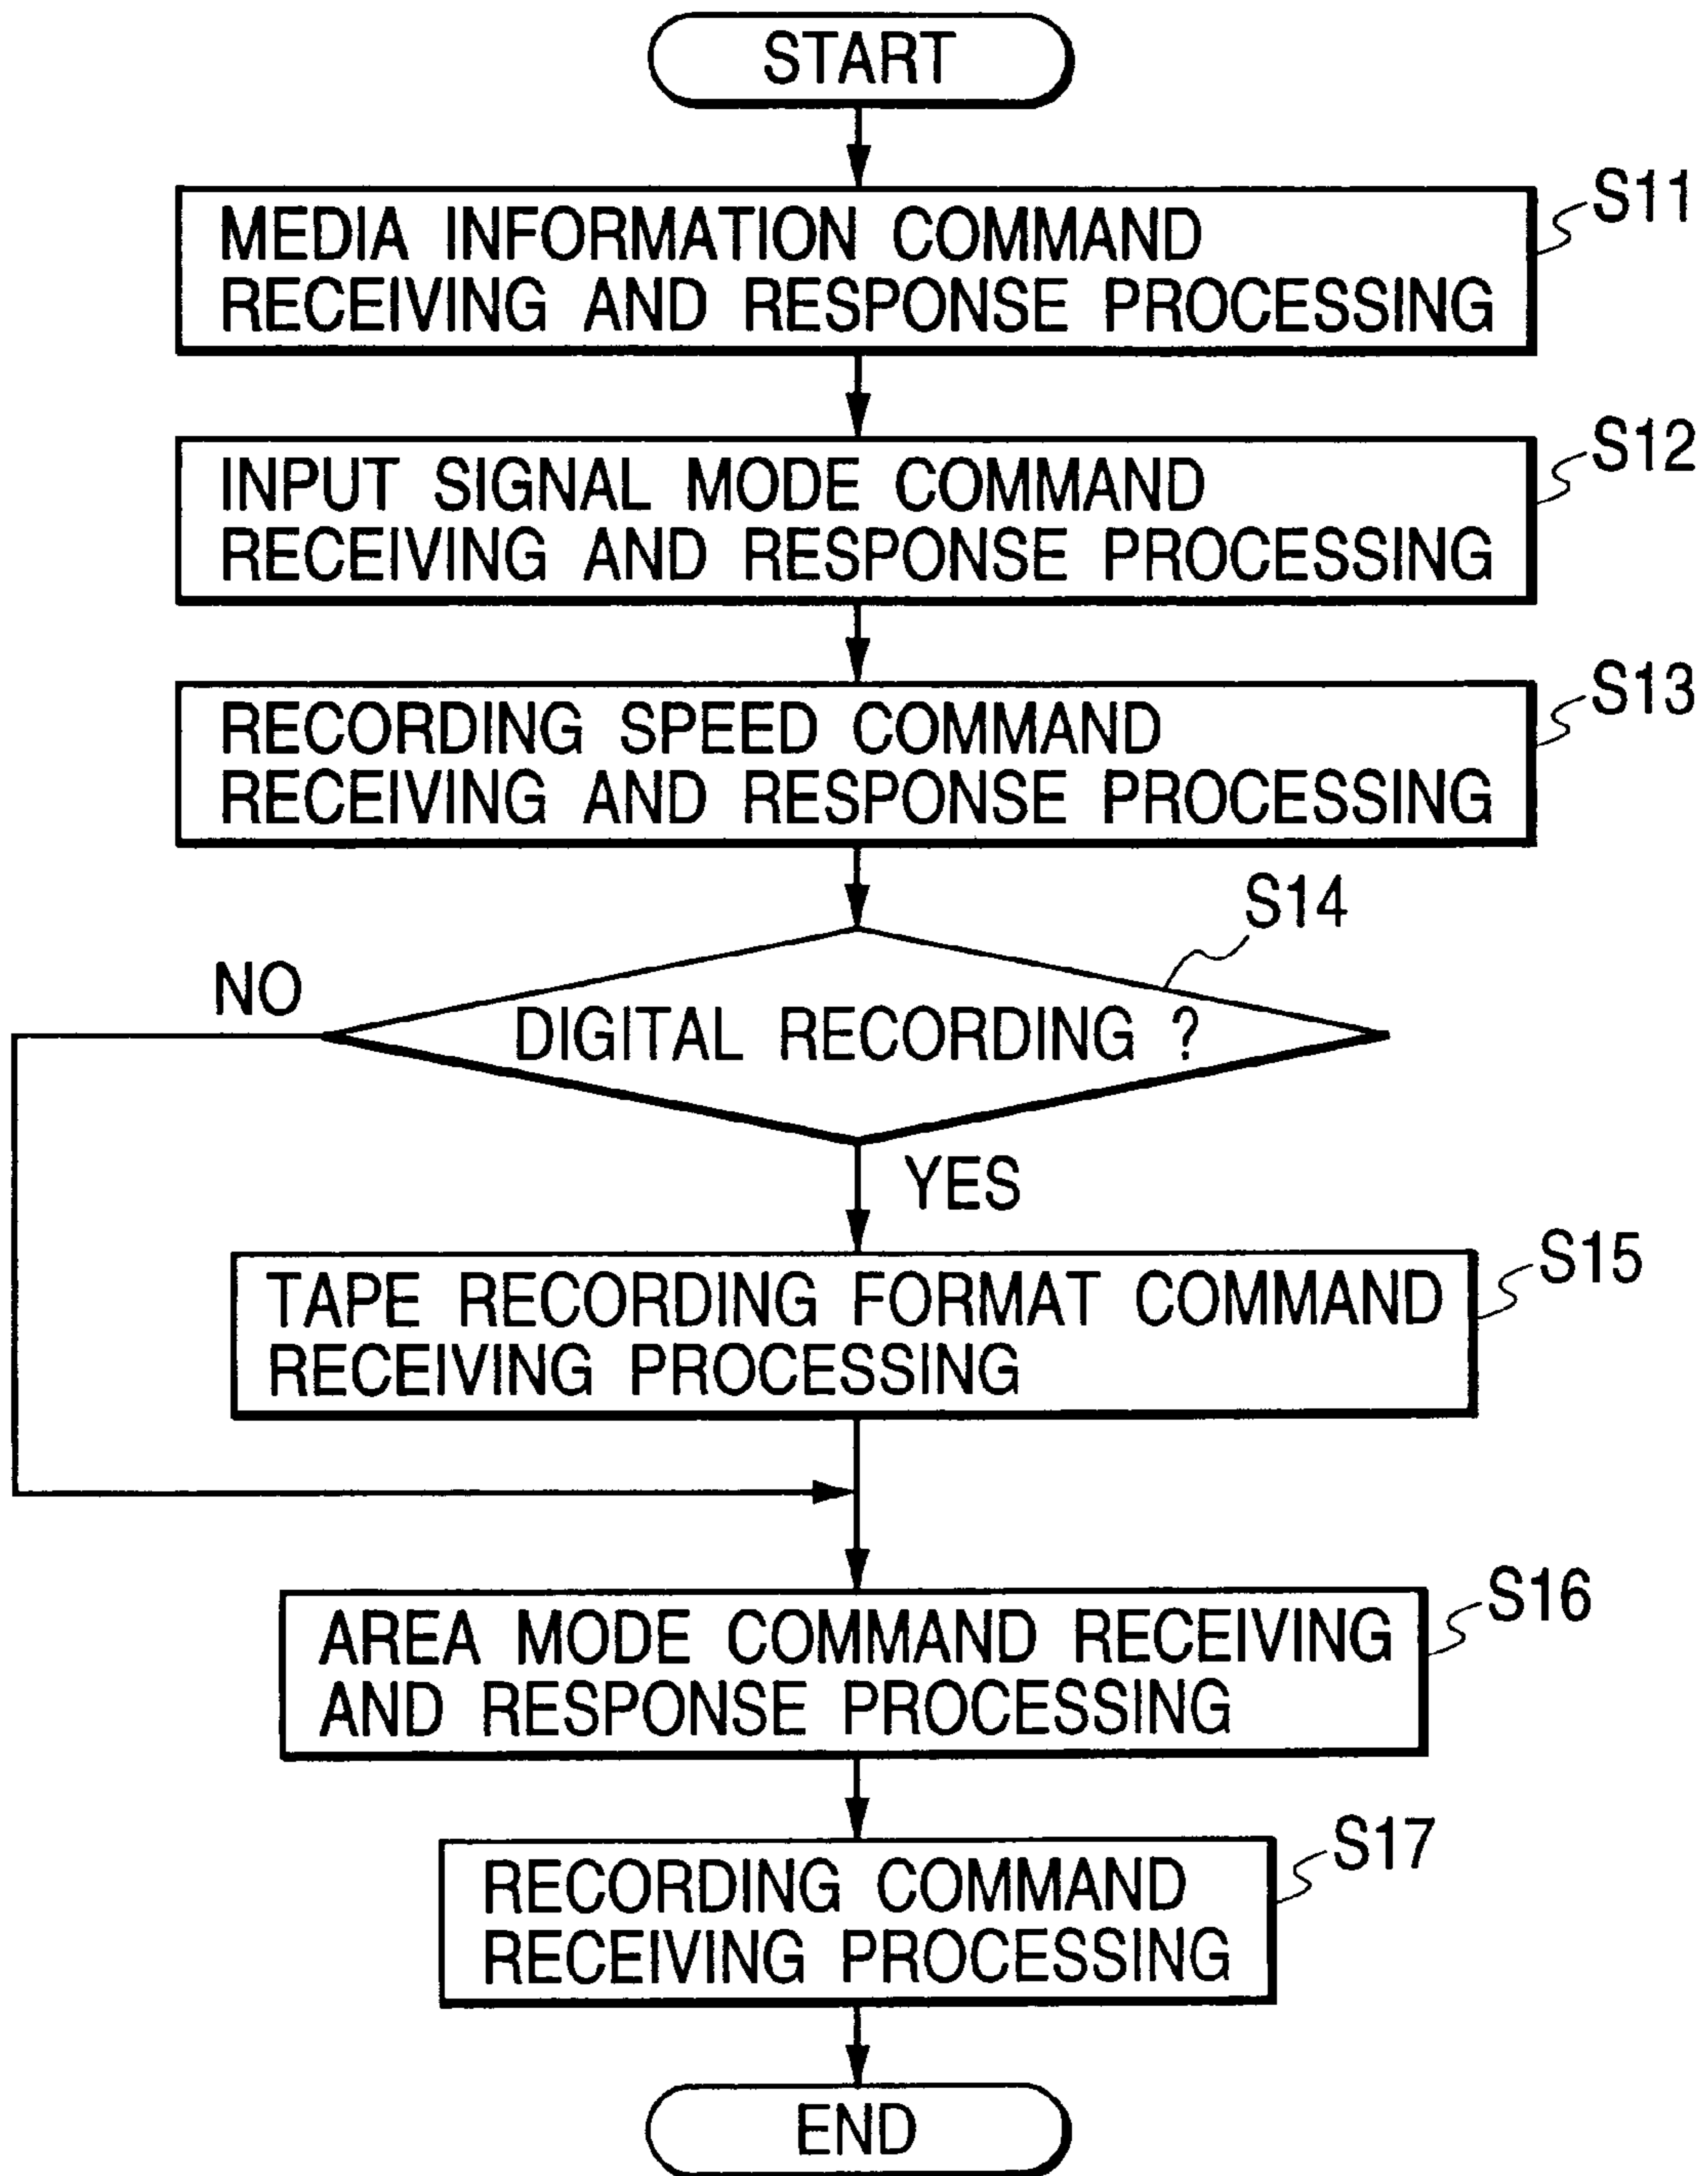 START
S11
MEDIA INFORMATION COMMAND
RECEIVING AND RESPONSE PROCESSING
S12
INPUT SIGNAL MODE COMMAND
RECEIVING AND RESPONSE PROCESSING
S13
RECORDING SPEED COMMAND
RECEIVING AND RESPONSE PROCESSING
S14
NO
DIGITAL RECORDING ?
YES
S15
TAPE RECORDING FORMAT COMMAND
RECEIVING PROCESSING
S16
AREA MODE COMMAND RECEIVING
AND RESPONSE PROCESSING
S17
RECORDING COMMAND
RECEIVING PROCESSING
END